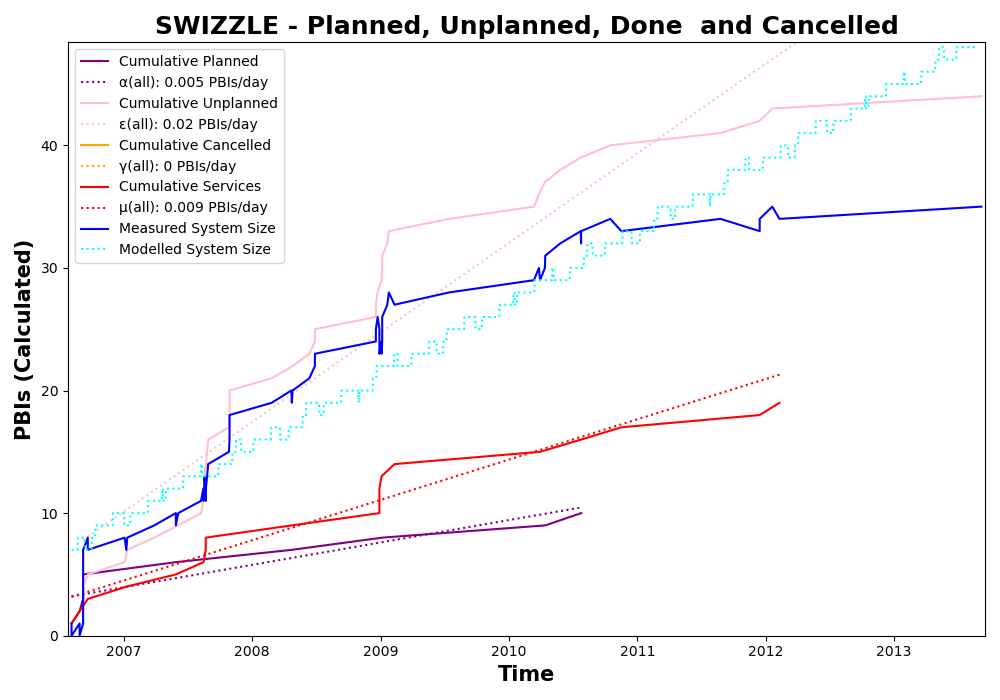 SWIZZLE - Planned, Unplanned, Done  and Cancelled
Cumulative Planned
α(all): 0.005 PBIs/day
Cumulative Unplanned
ε(all): 0.02 PBIs/day
Cumulative Cancelled
γ(all): 0 PBIs/day
Cumulative Services
μ(all): 0.009 PBIs/day
Measured System Size
Modelled System Size
PBIs (Calculated)
40
30
20
10
0
2007 2008 2009 2010 2011 2012 2013
Time